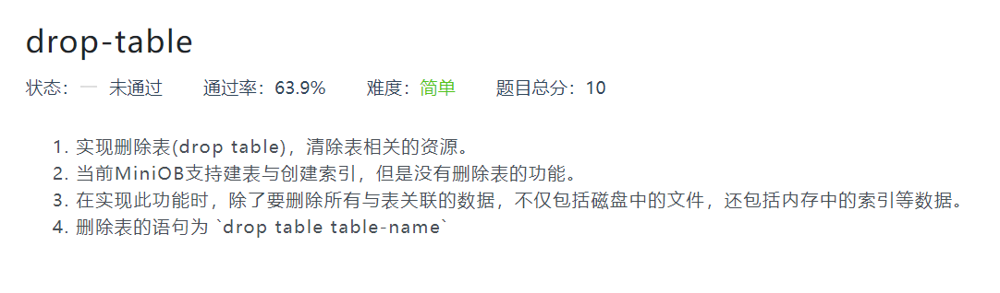 drop-table
状态： 未通过 通过率：63.9% 难度：简单 题目总分：10
1. 实现删除表(drop table)，清除表相关的资源。
2. 当前MiniOB支持建表与创建索引，但是没有删除表的功能。
3. 在实现此功能时，除了要删除所有与表关联的数据，不仅包括磁盘中的文件，还包括内存中的索引等数据。
4. 删除表的语句为 `drop table table-name`